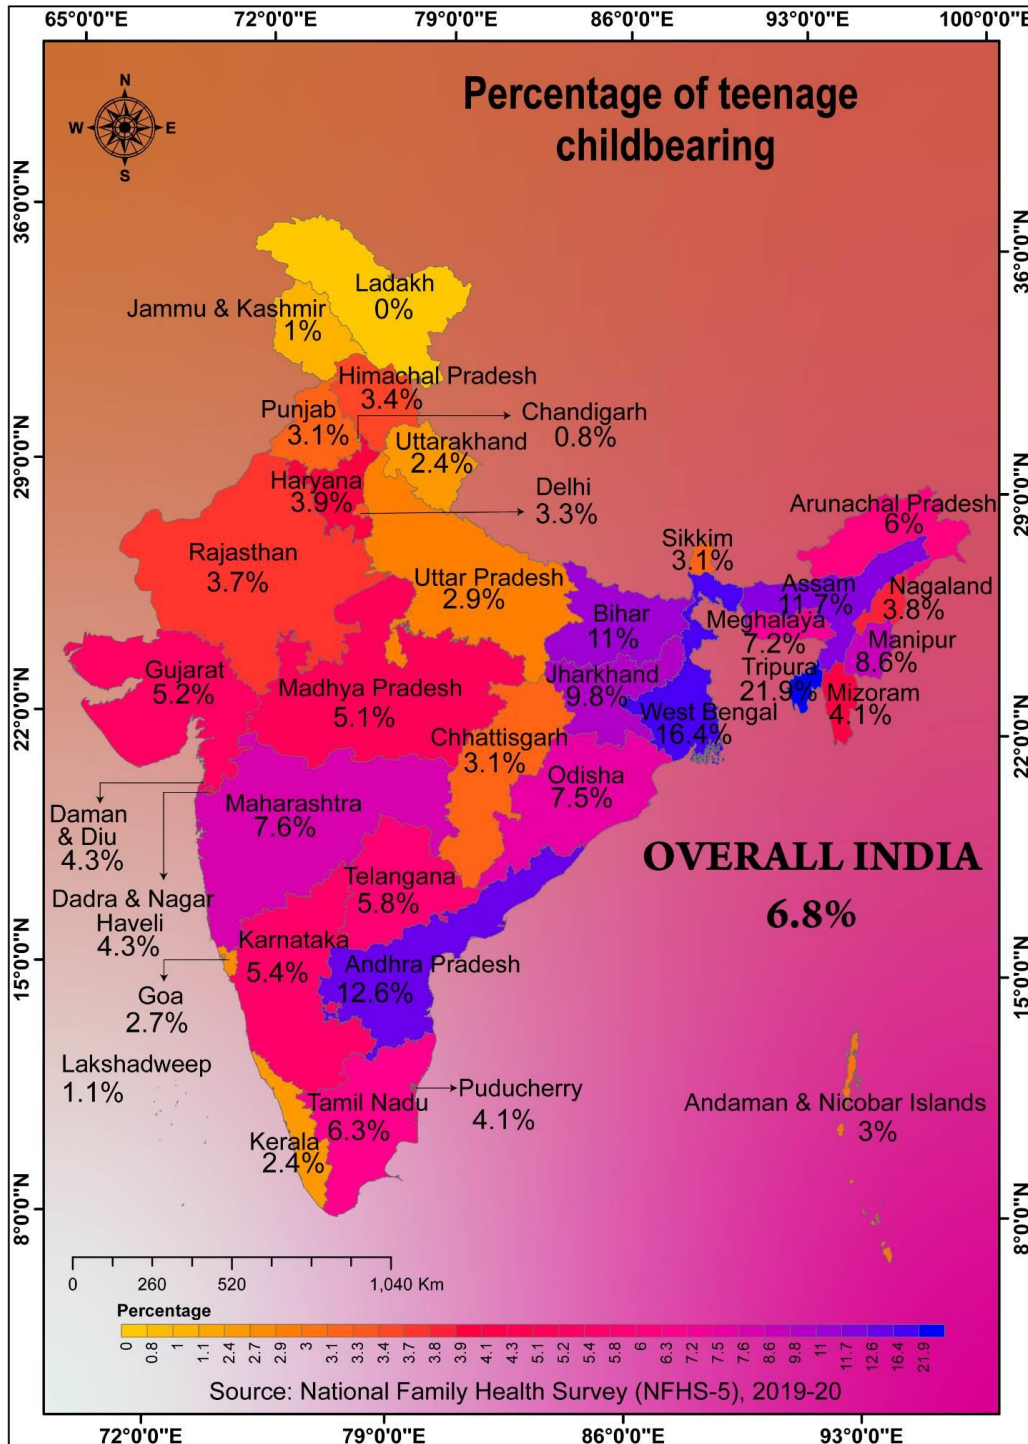 65°0'0"E
72°0'0"E
79°0'0"E
86°0'0"E
93°0'0"E
100°0'0"E
Percentage of teenage
childbearing
N
W
E
S
36°0'0"N
36°0'0"N
Ladakh
0%
Jammu & Kashmir
1%
Himachal Pradesh
3.4%
Punjab
3.1%
Chandigarh
0.8%
Uttarakhand
2.4%
29°0'0"N
29°0'0"N
Haryana
3.9%
Delhi
3.3%
Arunachal Pradesh
6%
Rajasthan
3.7%
Uttar Pradesh
2.9%
Sikkim
3.1%
Assam
11.7%
Nagaland
3.8%
Bihar
11%
Meghalaya
7.2%
Manipur
8.6%
Gujarat
5.2%
Madhya Pradesh
5.1%
Jharkhand
9.8%
Tripura
21.9%
Mizoram
4.1%
West Bengal
16.4%
22°0'0"N
22°0'0"N
Chhattisgarh
3.1%
Odisha
7.5%
Daman
& Diu
4.3%
Maharashtra
7.6%
OVERALL INDIA
6.8%
Dadra & Nagar
Haveli
4.3%
Telangana
5.8%
Karnataka
5.4%
Andhra Pradesh
12.6%
15°0'0"N
15°0'0"N
Goa
2.7%
Lakshadweep
1.1%
Puducherry
4.1%
Tamil Nadu
6.3%
Kerala
2.4%
Andaman & Nicobar Islands
3%
8°0'0"N
8°0'0"N
0 260 520 1,040 Km
Percentage
0 0.8 1 1.1 2.4 2.7 2.9 3 3.1 3.3 3.4 3.7 3.8 3.9 4.1 4.3 5.1 5.2 5.4 5.8 6 6.3 7.2 7.5 7.6 8.6 9.8 11 11.7 12.6 16.4 21.9
Source: National Family Health Survey (NFHS-5), 2019-20
72°0'0"E
79°0'0"E
86°0'0"E
93°0'0"E